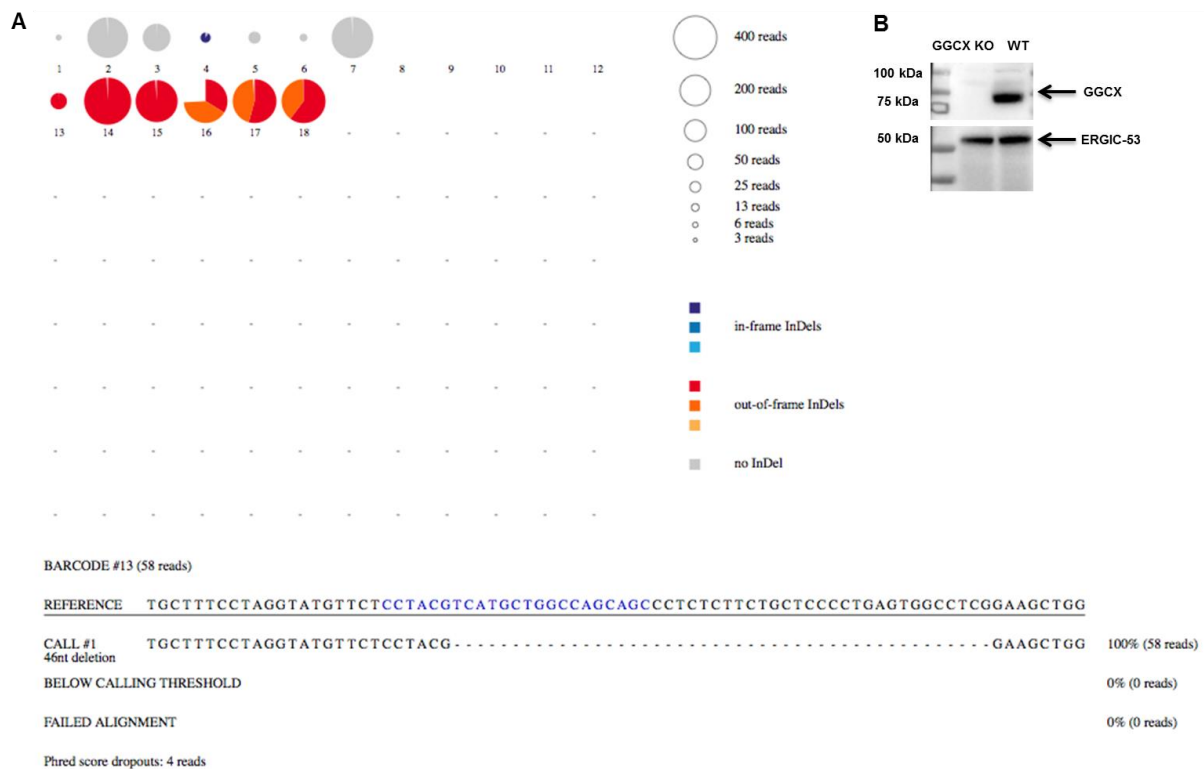 A
B
GGCX KO WT
100 kDa
75 kDa
GGCX
50 kDa
ERGIC-53
1 2 3 4 5 6 7 8 9 10 11 12
13 14 15 16 17 18
400 reads
200 reads
100 reads
50 reads
25 reads
13 reads
6 reads
3 reads
in-frame InDels
out-of-frame InDels
no InDel
BARCODE #13 (58 reads)
REFERENCE TGCTTTCCTAGGTATGTTCTCCTACGTCATGCTGGCCAGCAGCCCTCTCTTCTGCTCCCCTGAGTGGCCTCGGAAGCTGG
CALL #1 TGCTTTCCTAGGTATGTTCTCCTACG----------------------------------------------GAAGCTGG 100% (58 reads)
46nt deletion
BELOW CALLING THRESHOLD 0% (0 reads)
FAILED ALIGNMENT 0% (0 reads)
Phred score dropouts: 4 reads